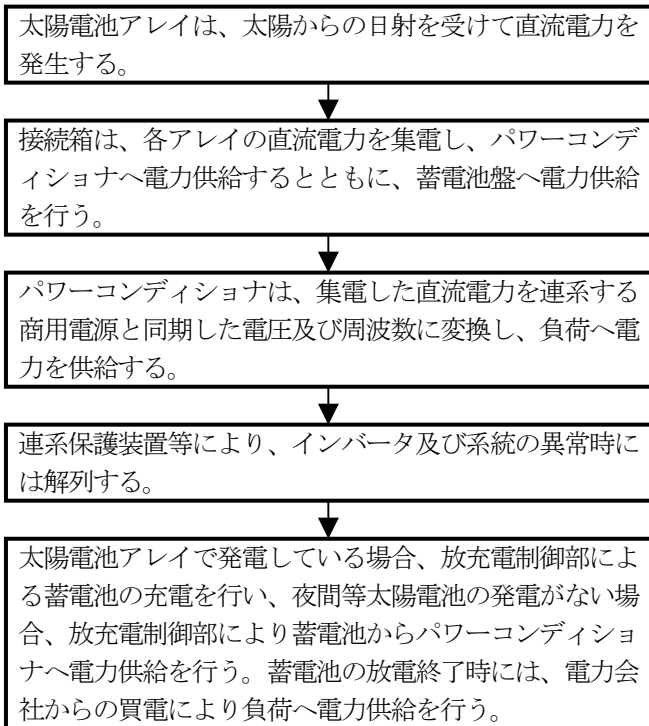 太陽電池アレイは、太陽からの日射を受けて直流電力を
発生する。
接続箱は、各アレイの直流電力を集電し、パワーコンデ
ィショナへ電力供給するとともに、蓄電池盤へ電力供給
を行う。
パワーコンディショナは、集電した直流電力を連系する
商用電源と同期した電圧及び周波数に変換し、負荷へ電
力を供給する。
連系保護装置等により、インバータ及び系統の異常時に
は解列する。
太陽電池アレイで発電している場合、放充電制御部によ
る蓄電池の充電を行い、夜間等太陽電池の発電がない場
合、放充電制御部により蓄電池からパワーコンディショ
ナへ電力供給を行う。蓄電池の放電終了時には、電力会
社からの買電により負荷へ電力供給を行う。